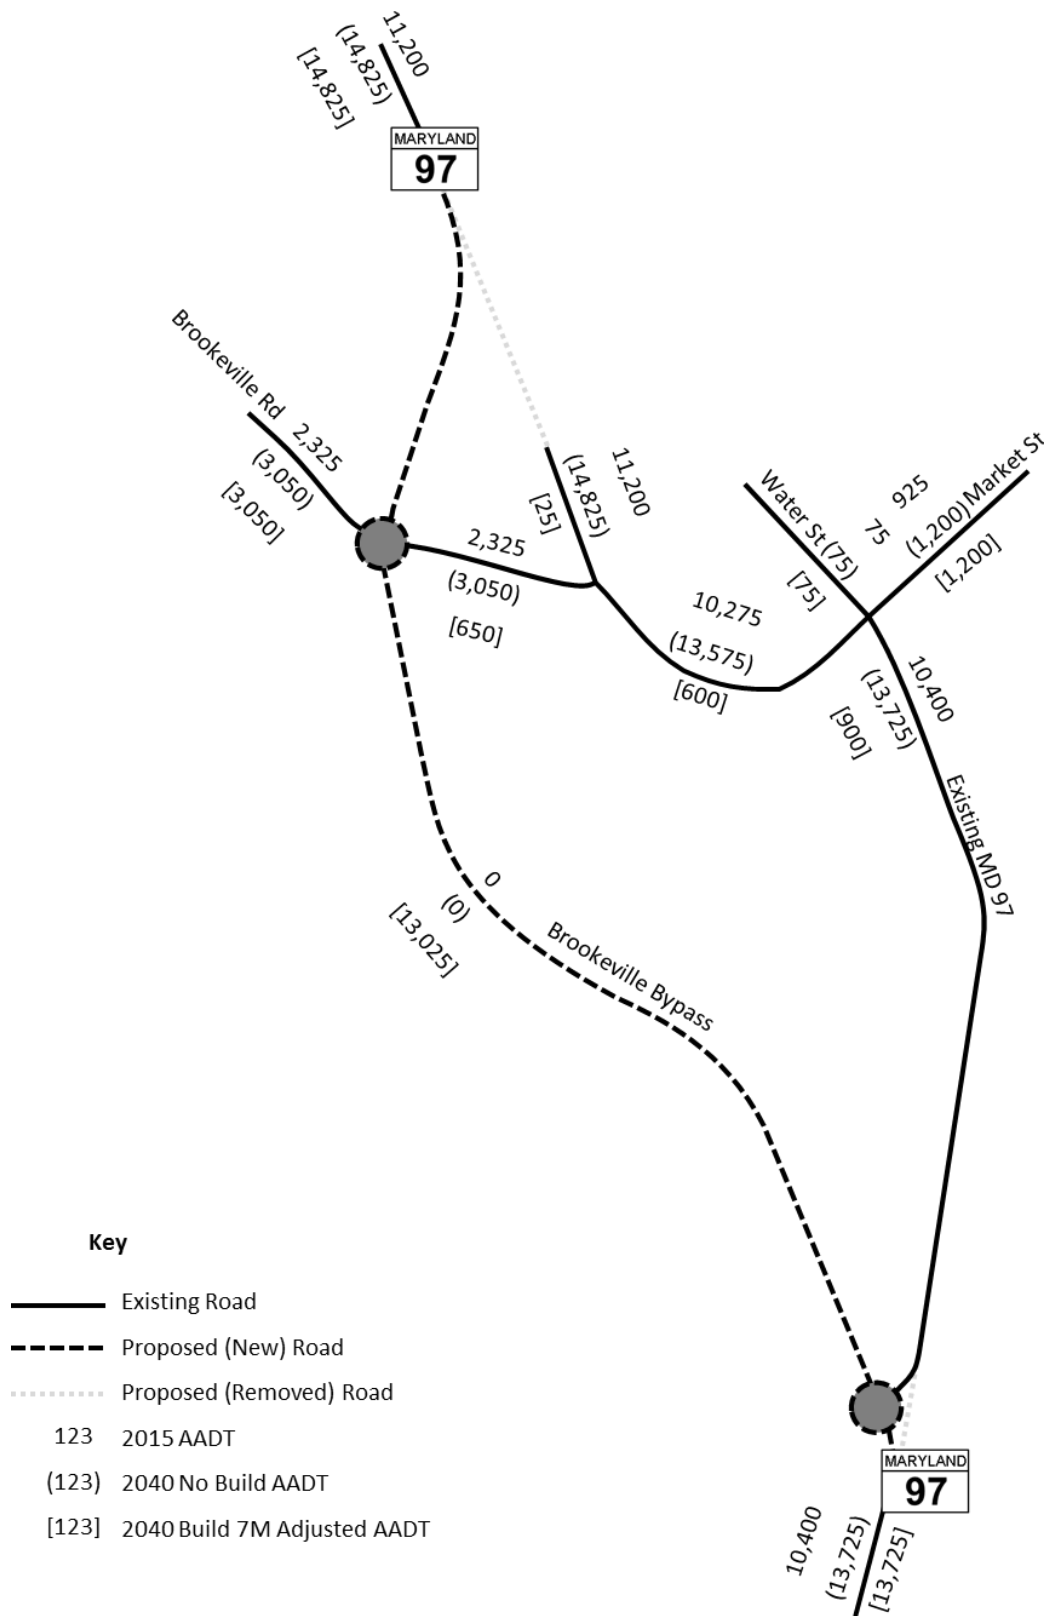 11,200
(14,825)
[14,825]
MARYLAND
97
Brookeville Rd
2,325
(3,050)
[3,050]
2,325
(3,050)
[650]
11,200
(14,825)
[25]
10,275
(13,575)
[600]
Water St (75)
75
[75]
925
(1,200) Market St
[1,200]
10,400
(13,725)
[900]
Existing MD 97
0
(0)
[13,025]
Brookeville Bypass
Key
Existing Road
Proposed (New) Road
Proposed (Removed) Road
123 2015 AADT
(123) 2040 No Build AADT
[123] 2040 Build 7M Adjusted AADT
MARYLAND
97
10,400
(13,725)
[13,725]